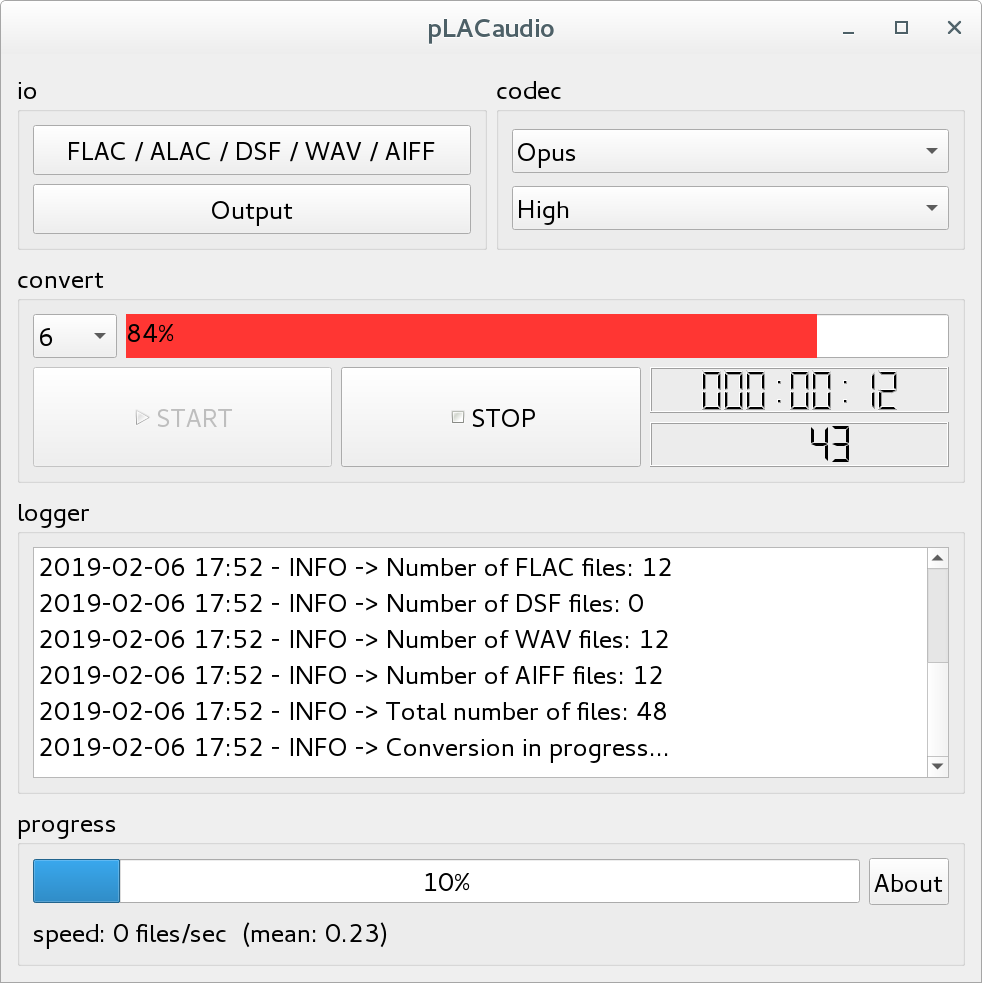 pLACaudio
io
FLAC / ALAC / DSF / WAV / AIFF
Output
codec
Opus
High
convert
6
84%
START
STOP
000:00:12
43
logger
2019-02-06 17:52 - INFO -> Number of FLAC files: 12
2019-02-06 17:52 - INFO -> Number of DSF files: 0
2019-02-06 17:52 - INFO -> Number of WAV files: 12
2019-02-06 17:52 - INFO -> Number of AIFF files: 12
2019-02-06 17:52 - INFO -> Total number of files: 48
2019-02-06 17:52 - INFO -> Conversion in progress...
progress
10%
About
speed: 0 files/sec (mean: 0.23)